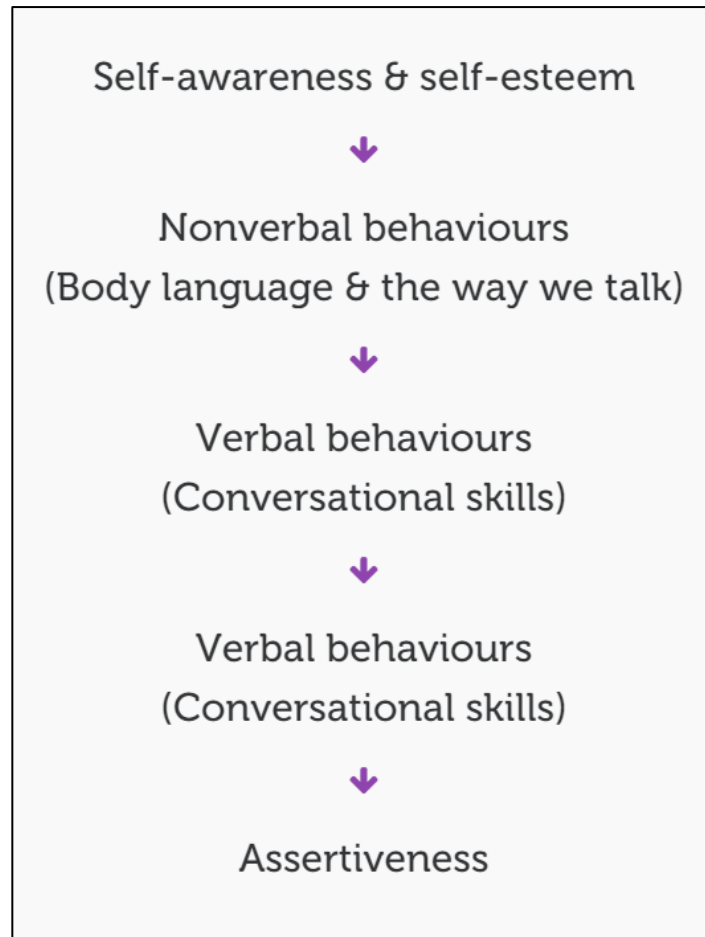 Self-awareness & self-esteem
Nonverbal behaviours
(Body language & the way we talk)
Verbal behaviours
(Conversational skills)
Verbal behaviours
(Conversational skills)
Assertiveness